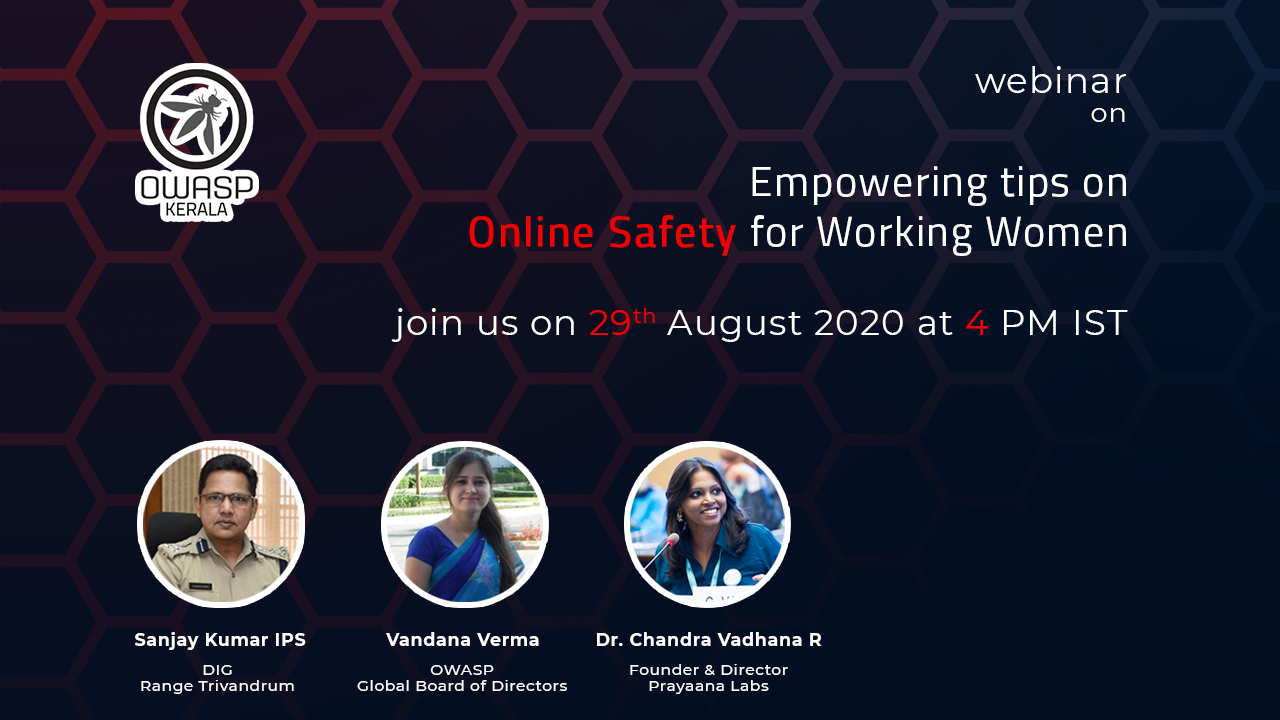 OWASP
KERALA
webinar
on
Empowering tips on
Online Safety for Working Women
join us on 29th August 2020 at 4 PM IST
Sanjay Kumar IPS
DIG
Range Trivandrum
Vandana Verma
OWASP
Global Board of Directors
Dr. Chandra Vadhana R
Founder & Director
Prayaana Labs